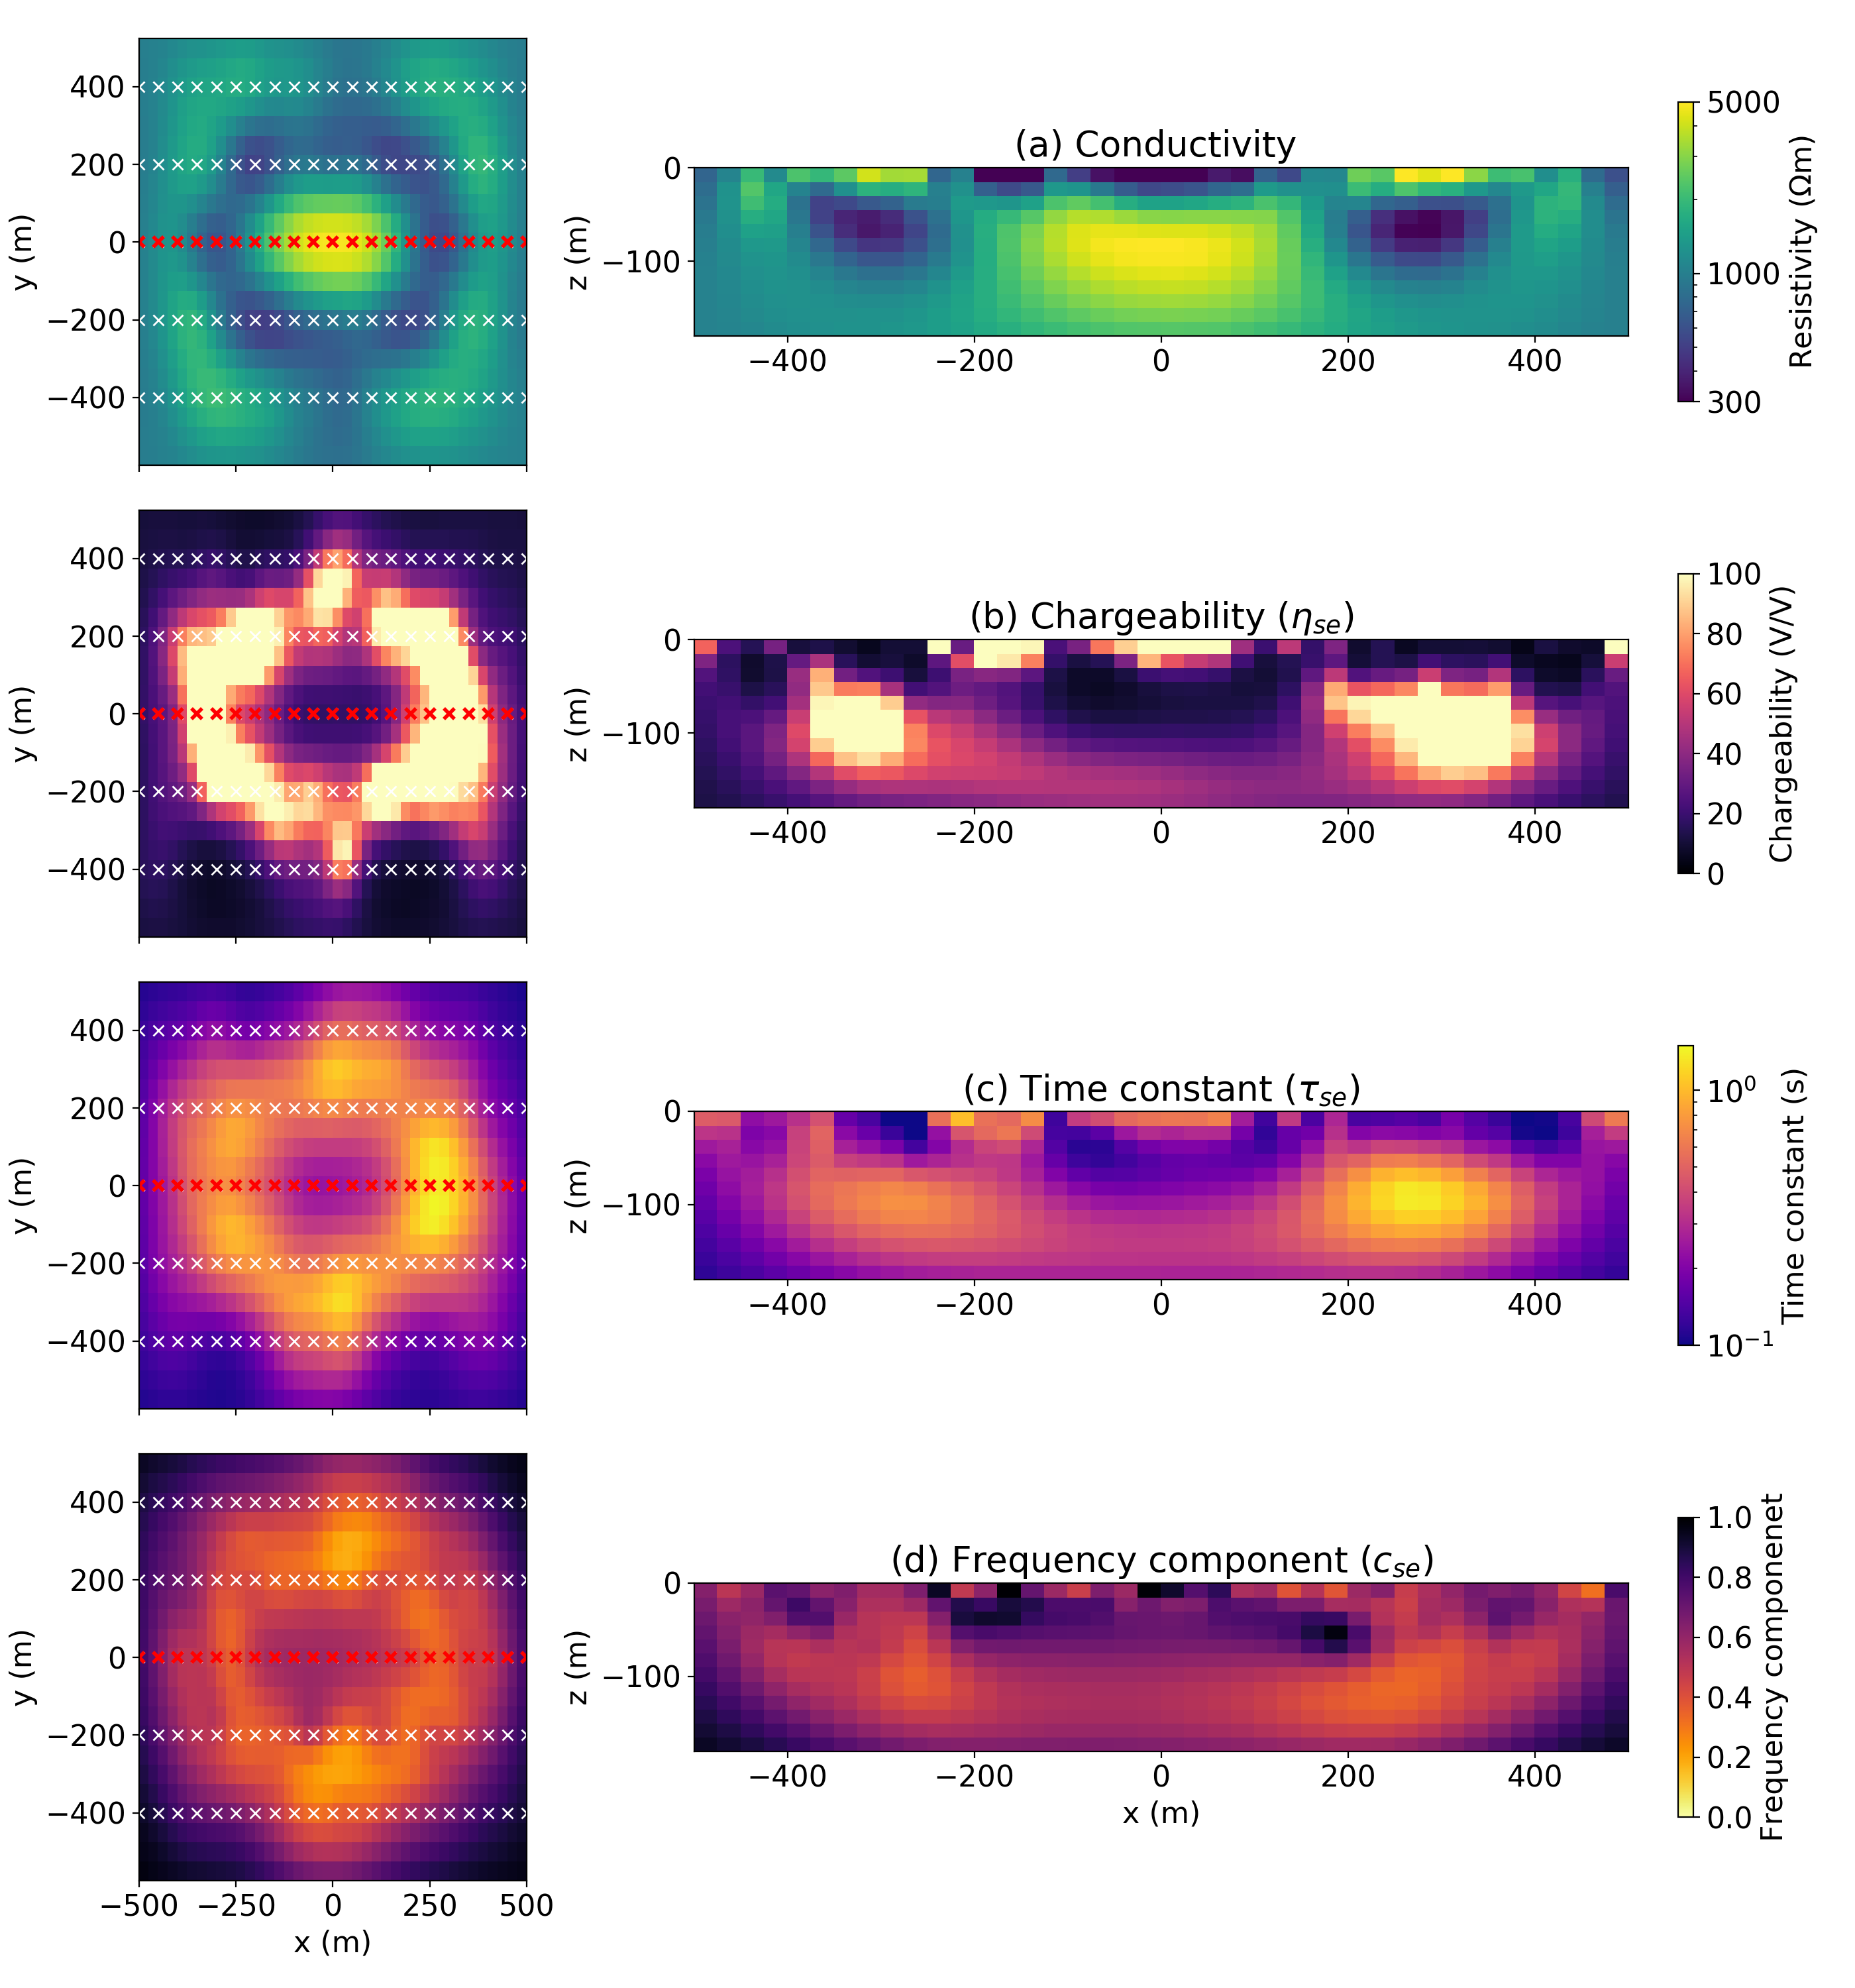 (a) Conductivity
400
200
0
−200
−400
y (m)
0
−100
z (m)
−400 −200 0 200 400
5000
1000
300
Resistivity (Ωm)
(b) Chargeability (ηse)
400
200
0
−200
−400
y (m)
0
−100
z (m)
−400 −200 0 200 400
100
80
60
40
20
0
Chargeability (V/V)
(c) Time constant (τse)
400
200
0
−200
−400
y (m)
0
−100
z (m)
−400 −200 0 200 400
10⁰
10⁻¹
Time constant (s)
(d) Frequency component (cse)
400
200
0
−200
−400
y (m)
−500 −250 0 250 500
x (m)
0
−100
z (m)
−400 −200 0 200 400
x (m)
1.0
0.8
0.6
0.4
0.2
0.0
Frequency componenet